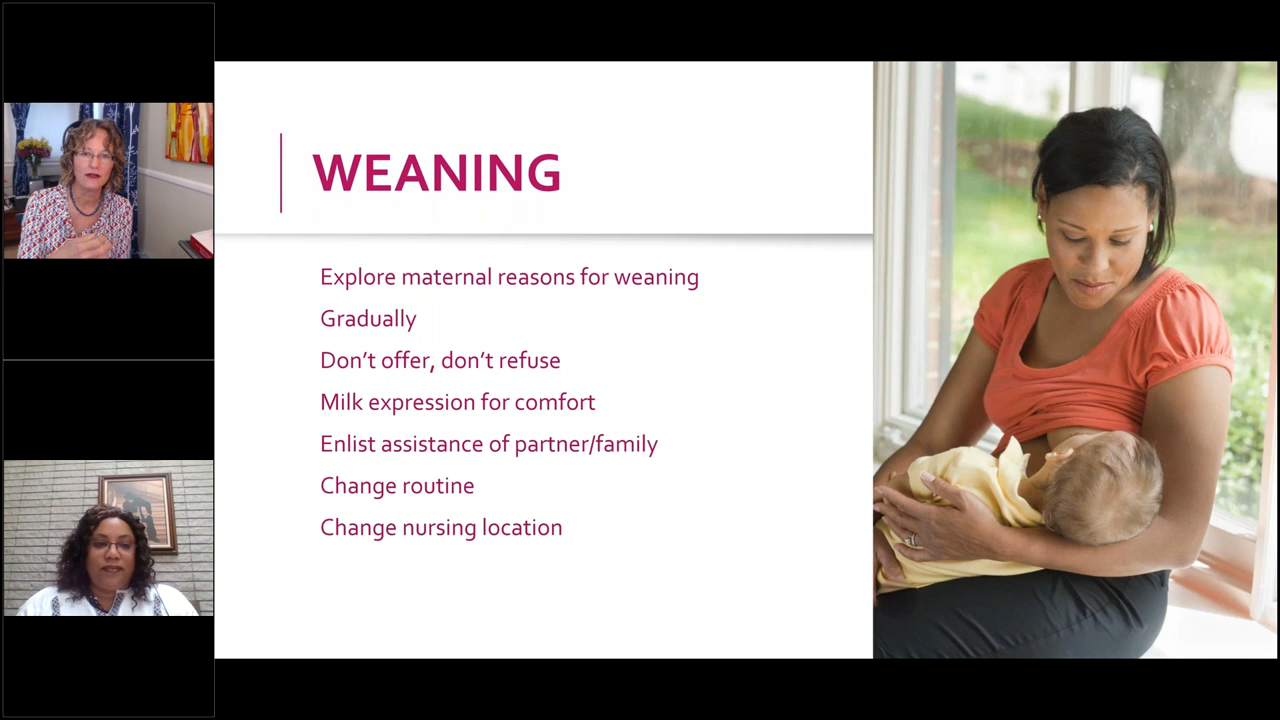 WEANING
Explore maternal reasons for weaning
Gradually
Don’t offer, don’t refuse
Milk expression for comfort
Enlist assistance of partner/family
Change routine
Change nursing location